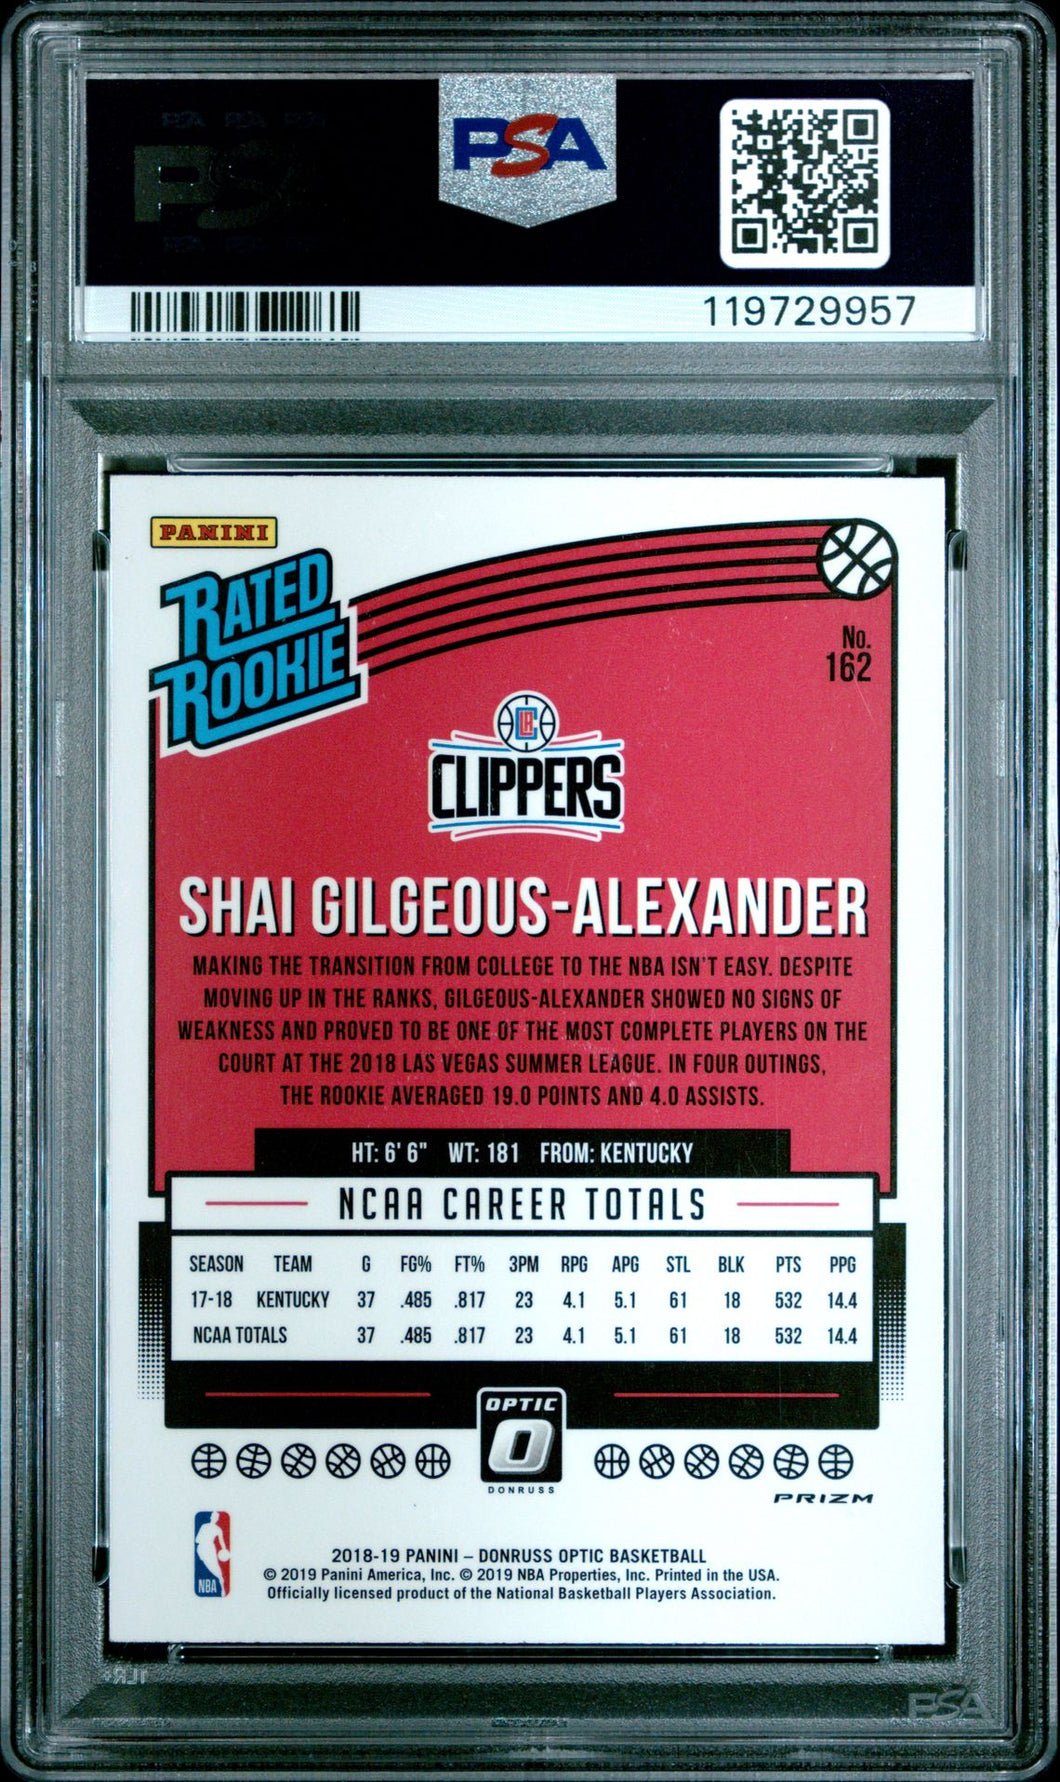 PSA
PSA
119729957
PANINI
RATED
ROOKIE
No.
162
LA
CLIPPERS
SHAI GILGEOUS-ALEXANDER
MAKING THE TRANSITION FROM COLLEGE TO THE NBA ISN'T EASY. DESPITE
MOVING UP IN THE RANKS, GILGEOUS-ALEXANDER SHOWED NO SIGNS OF
WEAKNESS AND PROVED TO BE ONE OF THE MOST COMPLETE PLAYERS ON THE
COURT AT THE 2018 LAS VEGAS SUMMER LEAGUE. IN FOUR OUTINGS,
THE ROOKIE AVERAGED 19.0 POINTS AND 4.0 ASSISTS.
HT: 6' 6" WT: 181 FROM: KENTUCKY
NCAA CAREER TOTALS
SEASON TEAM G FG% FT% 3PM RPG APG STL BLK PTS PPG
17-18 KENTUCKY 37 .485 .817 23 4.1 5.1 61 18 532 14.4
NCAA TOTALS 37 .485 .817 23 4.1 5.1 61 18 532 14.4
OPTIC
DONRUSS
PRIZM
NBA
2018-19 PANINI – DONRUSS OPTIC BASKETBALL
© 2019 Panini America, Inc. © 2019 NBA Properties, Inc. Printed in the USA.
Officially licensed product of the National Basketball Players Association.
PSA